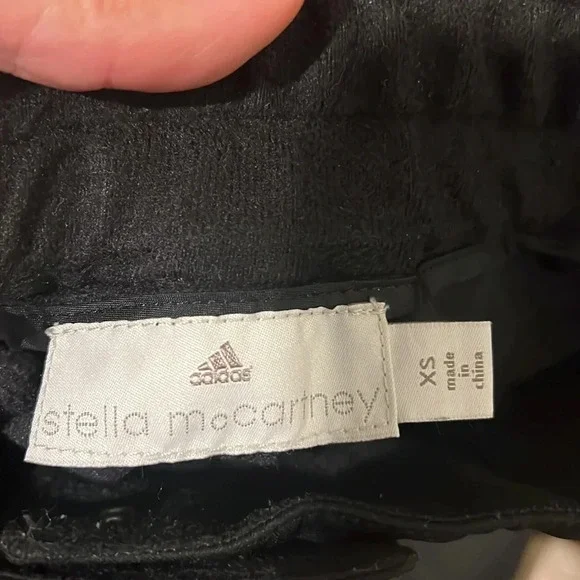 adidas
stella mccartney
XS
made
in
china